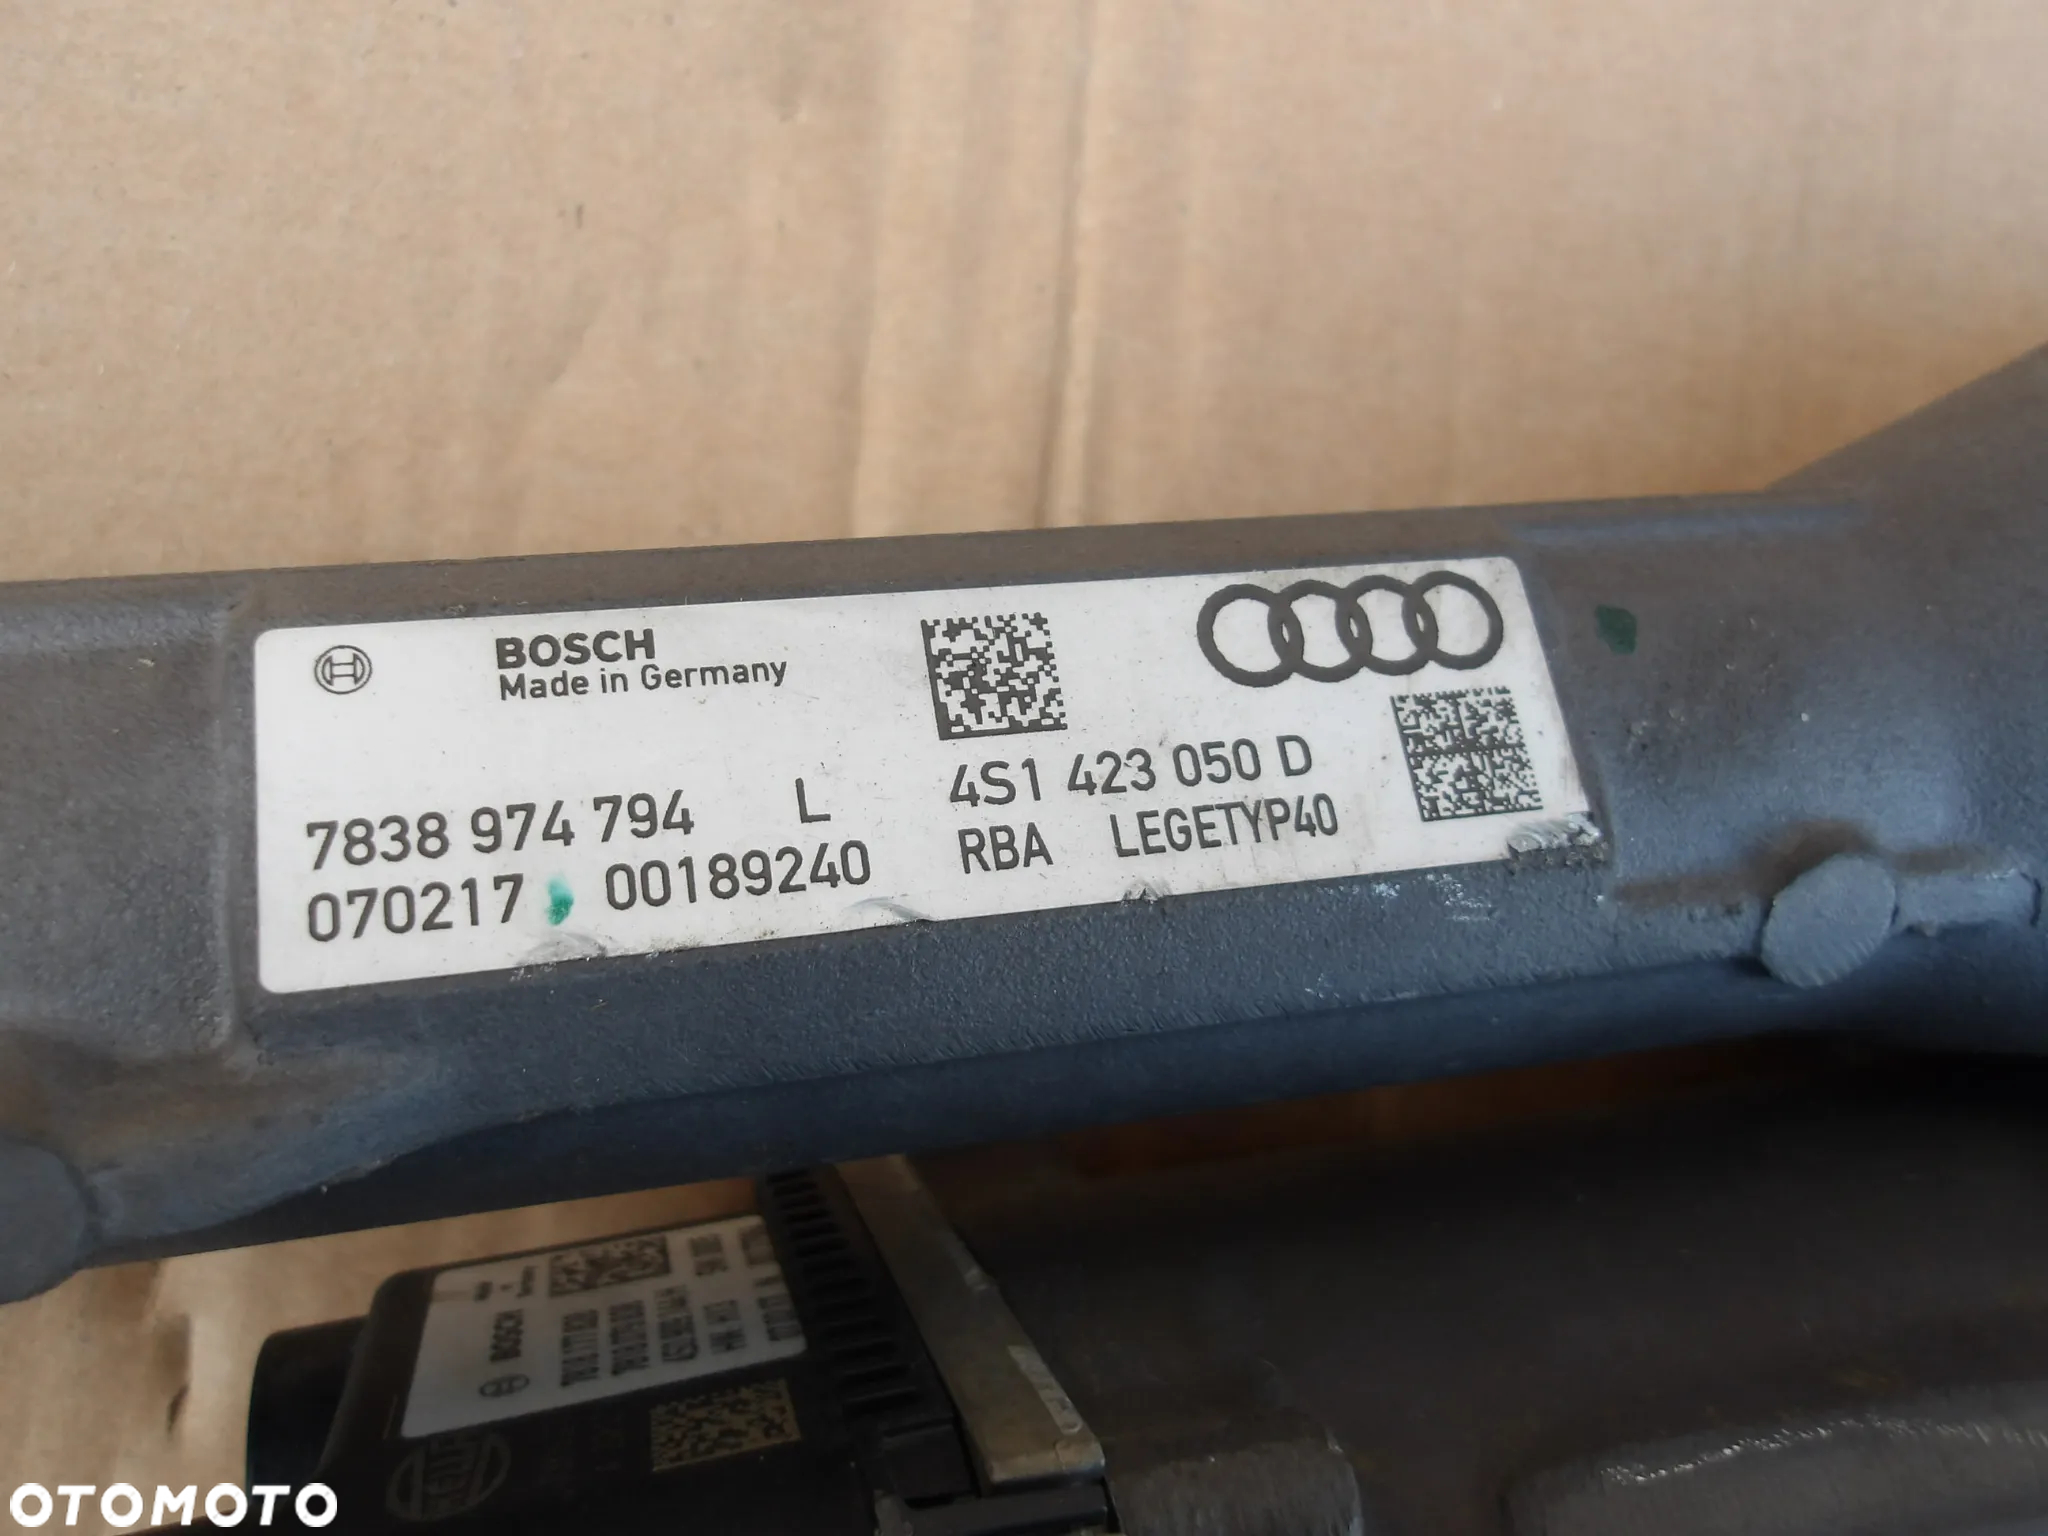 BOSCH
Made in Germany
7838 974 794 L
070217 00189240
4S1 423 050 D
RBA LEGETYP40
BOSCH
OTOMOTO